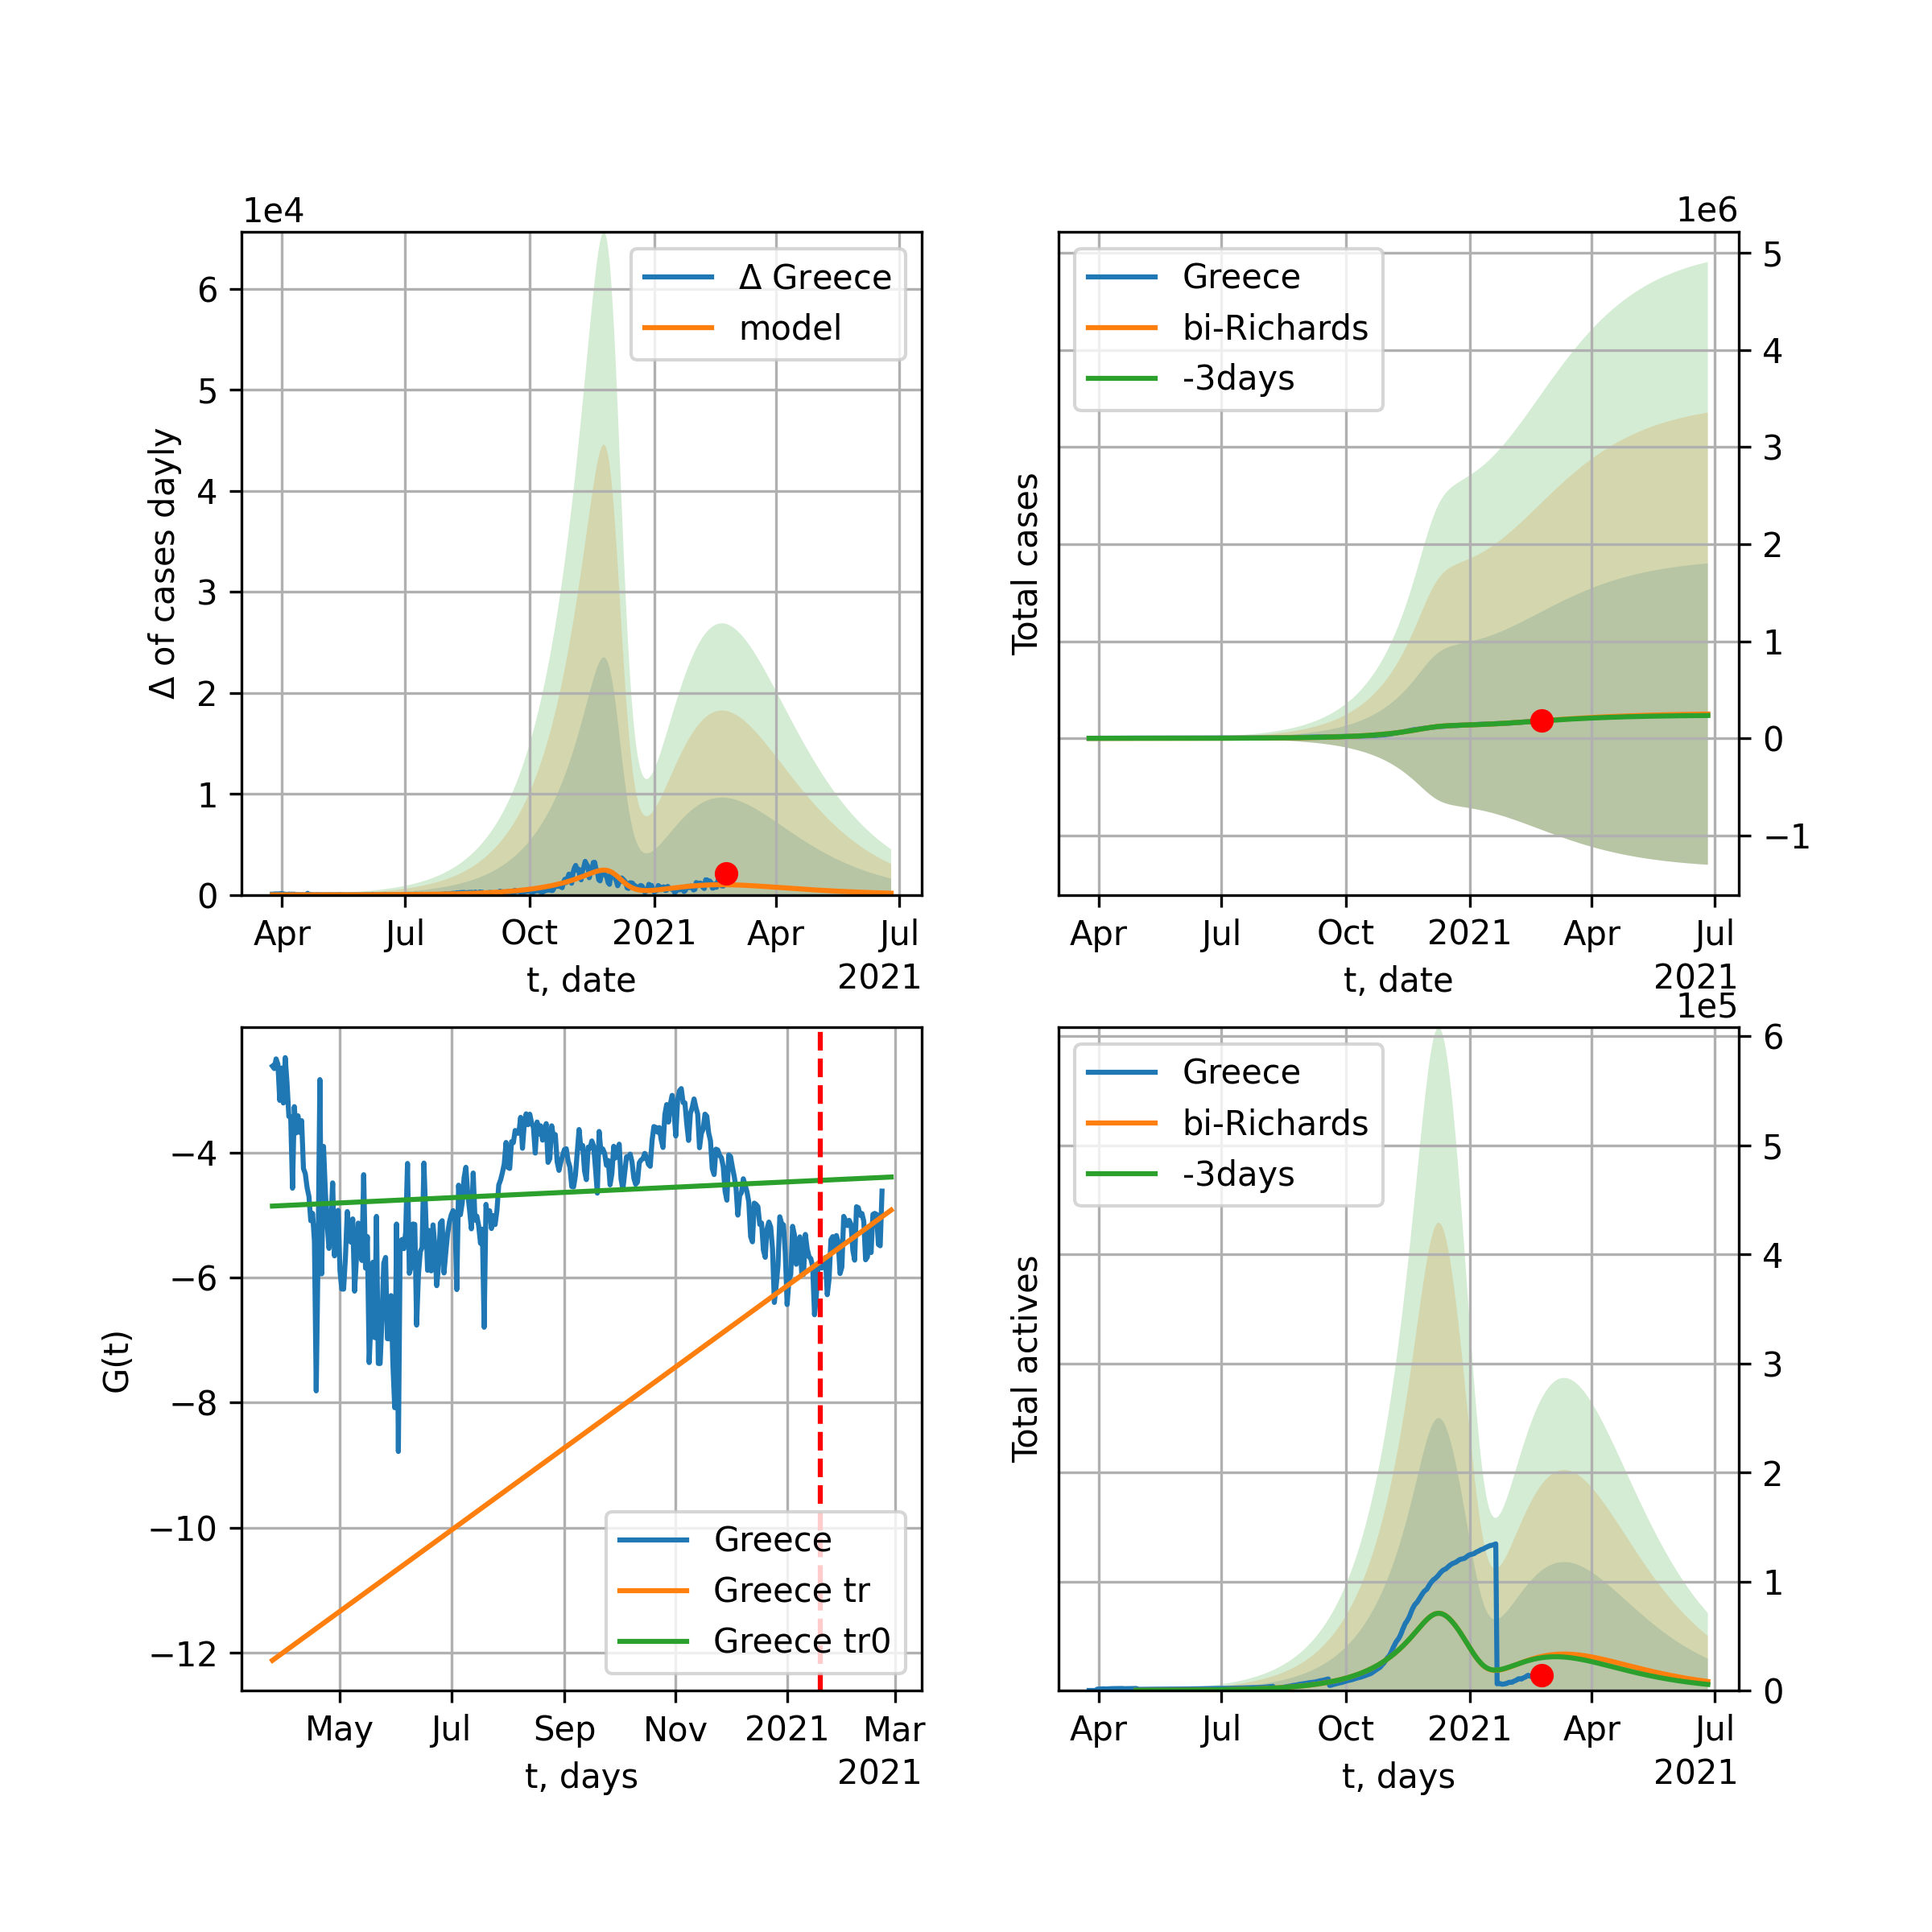 1e4
6
5
4
3
2
1
0
Δ of cases dayly
Δ Greece
model
Apr Jul Oct 2021 Apr Jul
2021
t, date
1e6
5
4
3
2
1
0
−1
Total cases
Greece
bi-Richards
-3days
Apr Jul Oct 2021 Apr Jul
2021
t, date
−4
−6
−8
−10
−12
G(t)
Greece
Greece tr
Greece tr0
May Jul Sep Nov 2021 Mar
2021
t, days
1e5
6
5
4
3
2
1
0
Total actives
Greece
bi-Richards
-3days
Apr Jul Oct 2021 Apr Jul
2021
t, days